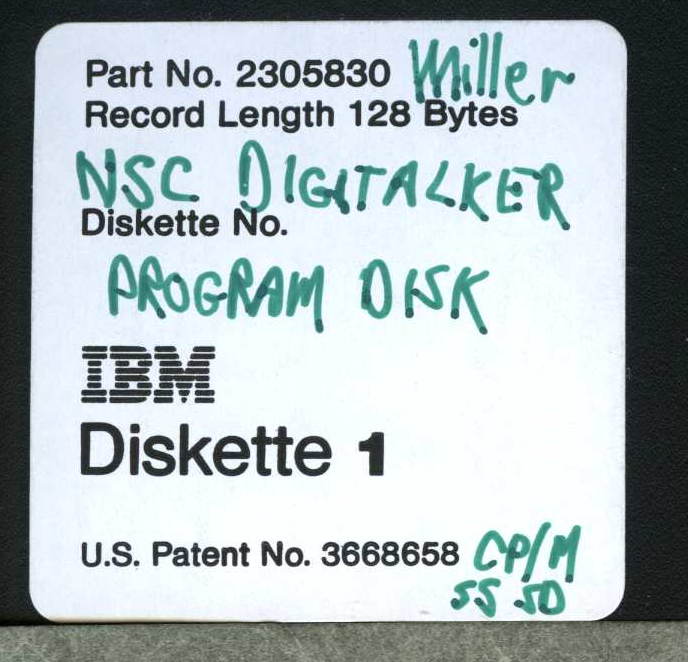 Part No. 2305830 Miller
Record Length 128 Bytes
NSC DIGITALKER
Diskette No.
PROGRAM DISK
IBM
Diskette 1
U.S. Patent No. 3668658 CP/M
SS SD